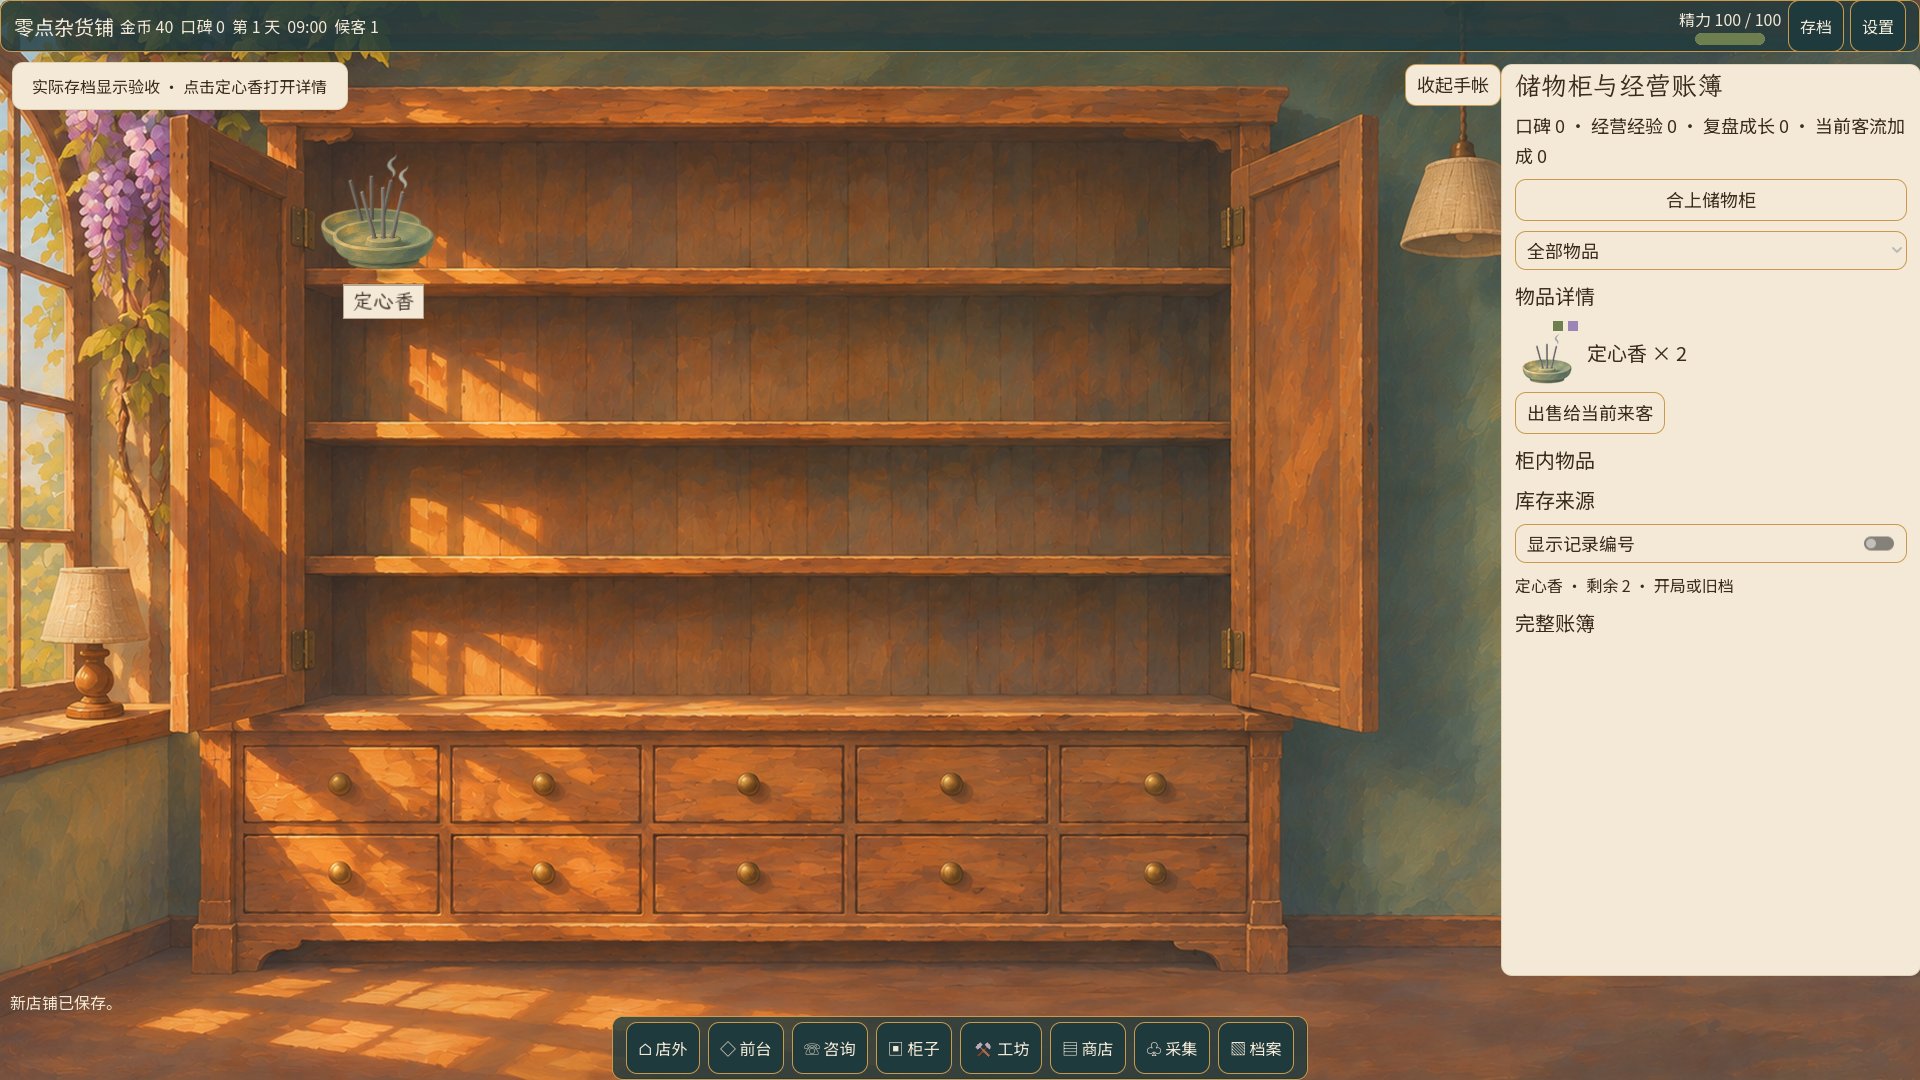 零点杂货铺 金币 40 口碑 0 第 1 天 09:00 候客 1
精力 100 / 100
存档
设置
实际存档显示验收 · 点击定心香打开详情
收起手帐
储物柜与经营账簿
口碑 0 · 经营经验 0 · 复盘成长 0 · 当前客流加
成 0
合上储物柜
全部物品
物品详情
定心香 × 2
出售给当前来客
柜内物品
库存来源
显示记录编号
定心香 · 剩余 2 · 开局或旧档
完整账簿
定心香
新店铺已保存。
店外
前台
咨询
柜子
工坊
商店
采集
档案